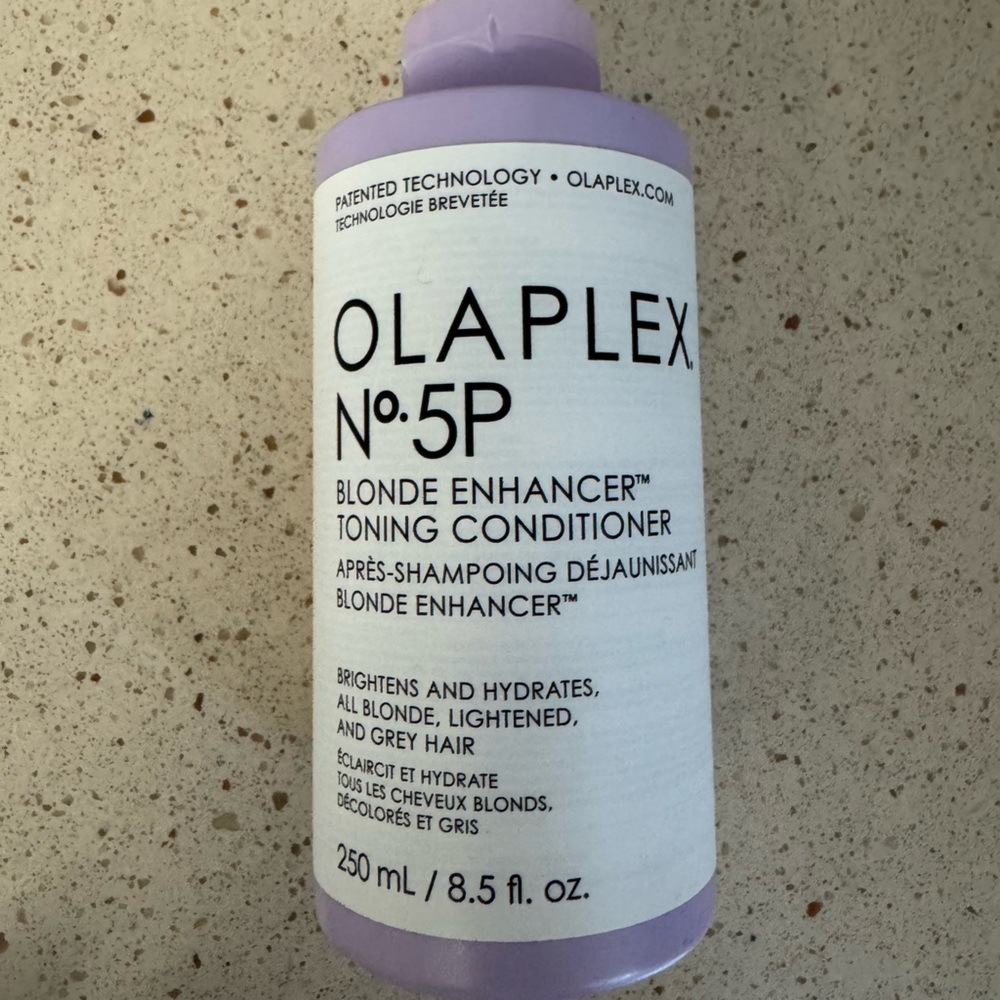 PATENTED TECHNOLOGY • OLAPLEX.COM
TECHNOLOGIE BREVETÉE
OLAPLEX.
Nº.5P
BLONDE ENHANCER™
TONING CONDITIONER
APRÈS-SHAMPOING DÉJAUNISSANT
BLONDE ENHANCER™
BRIGHTENS AND HYDRATES,
ALL BLONDE, LIGHTENED,
AND GREY HAIR
ÉCLAIRCIT ET HYDRATE
TOUS LES CHEVEUX BLONDS,
DÉCOLORÉS ET GRIS
250 mL / 8.5 fl. oz.